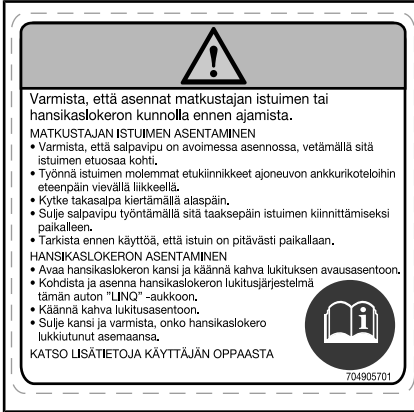 Varmista, että asennat matkustajan istuimen tai
hansikaslokeron kunnolla ennen ajamista.
MATKUSTAJAN ISTUIMEN ASENTAMINEN
• Varmista, että salpavipu on avoimessa asennossa, vetämällä sitä
istuimen etuosaa kohti.
• Työnnä istuimen molemmat etukiinnikkeet ajoneuvon ankkurikoteloihin
eteenpäin vievällä liikkeellä.
• Kytke takasalpa kiertämällä alaspäin.
• Sulje salpavipu työntämällä sitä taaksepäin istuimen kiinnittämiseksi
paikalleen.
• Tarkista ennen käyttöä, että istuin on pitävästi paikallaan.
HANSIKASLOKERON ASENTAMINEN
• Avaa hansikaslokeron kansi ja käännä kahva lukituksen avausasentoon.
• Kohdista ja asenna hansikaslokeron lukitusjärjestelmä
tämän auton "LINQ" -aukkoon.
• Käännä kahva lukitusasentoon.
• Sulje kansi ja varmista, onko hansikaslokero
lukkiutunut asemaansa.
KATSO LISÄTIETOJA KÄYTTÄJÄN OPPAASTA
704905701